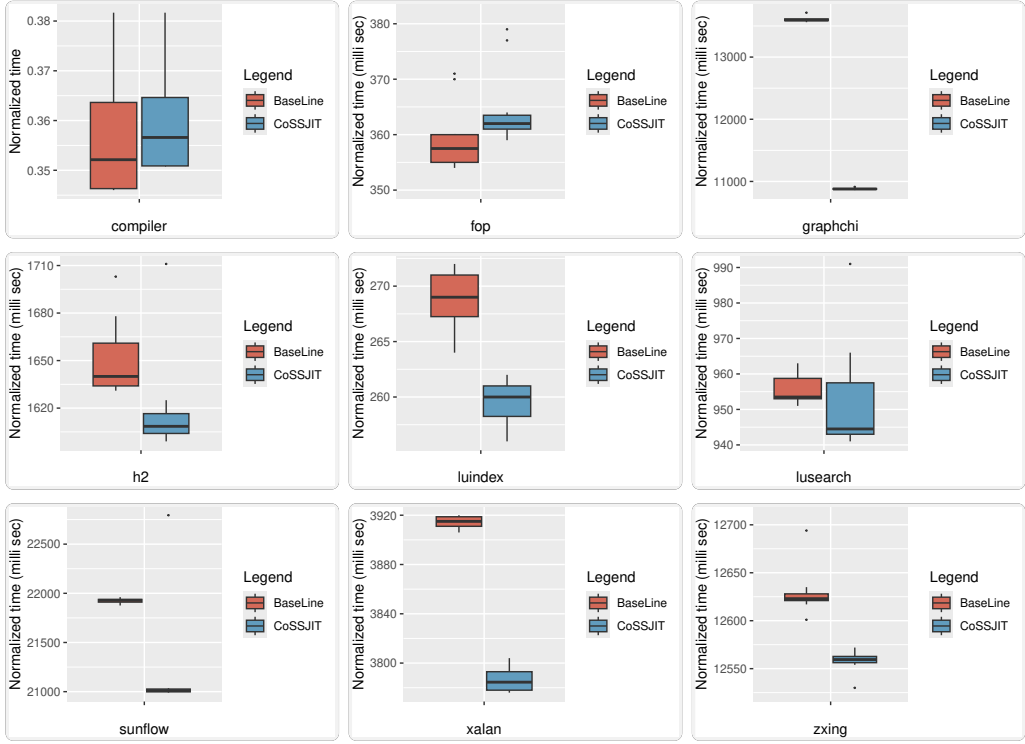 Normalized time
0.38
0.37
0.36
0.35
compiler
Legend
BaseLine
CoSSJIT
Normalized time (milli sec)
380
370
360
350
fop
Legend
BaseLine
CoSSJIT
Normalized time (milli sec)
13000
12000
11000
graphchi
Legend
BaseLine
CoSSJIT
Normalized time (milli sec)
1710
1680
1650
1620
h2
Legend
BaseLine
CoSSJIT
Normalized time (milli sec)
270
265
260
luindex
Legend
BaseLine
CoSSJIT
Normalized time (milli sec)
990
980
970
960
950
940
lusearch
Legend
BaseLine
CoSSJIT
Normalized time (milli sec)
22500
22000
21500
21000
sunflow
Legend
BaseLine
CoSSJIT
Normalized time (milli sec)
3920
3880
3840
3800
xalan
Legend
BaseLine
CoSSJIT
Normalized time (milli sec)
12700
12650
12600
12550
zxing
Legend
BaseLine
CoSSJIT